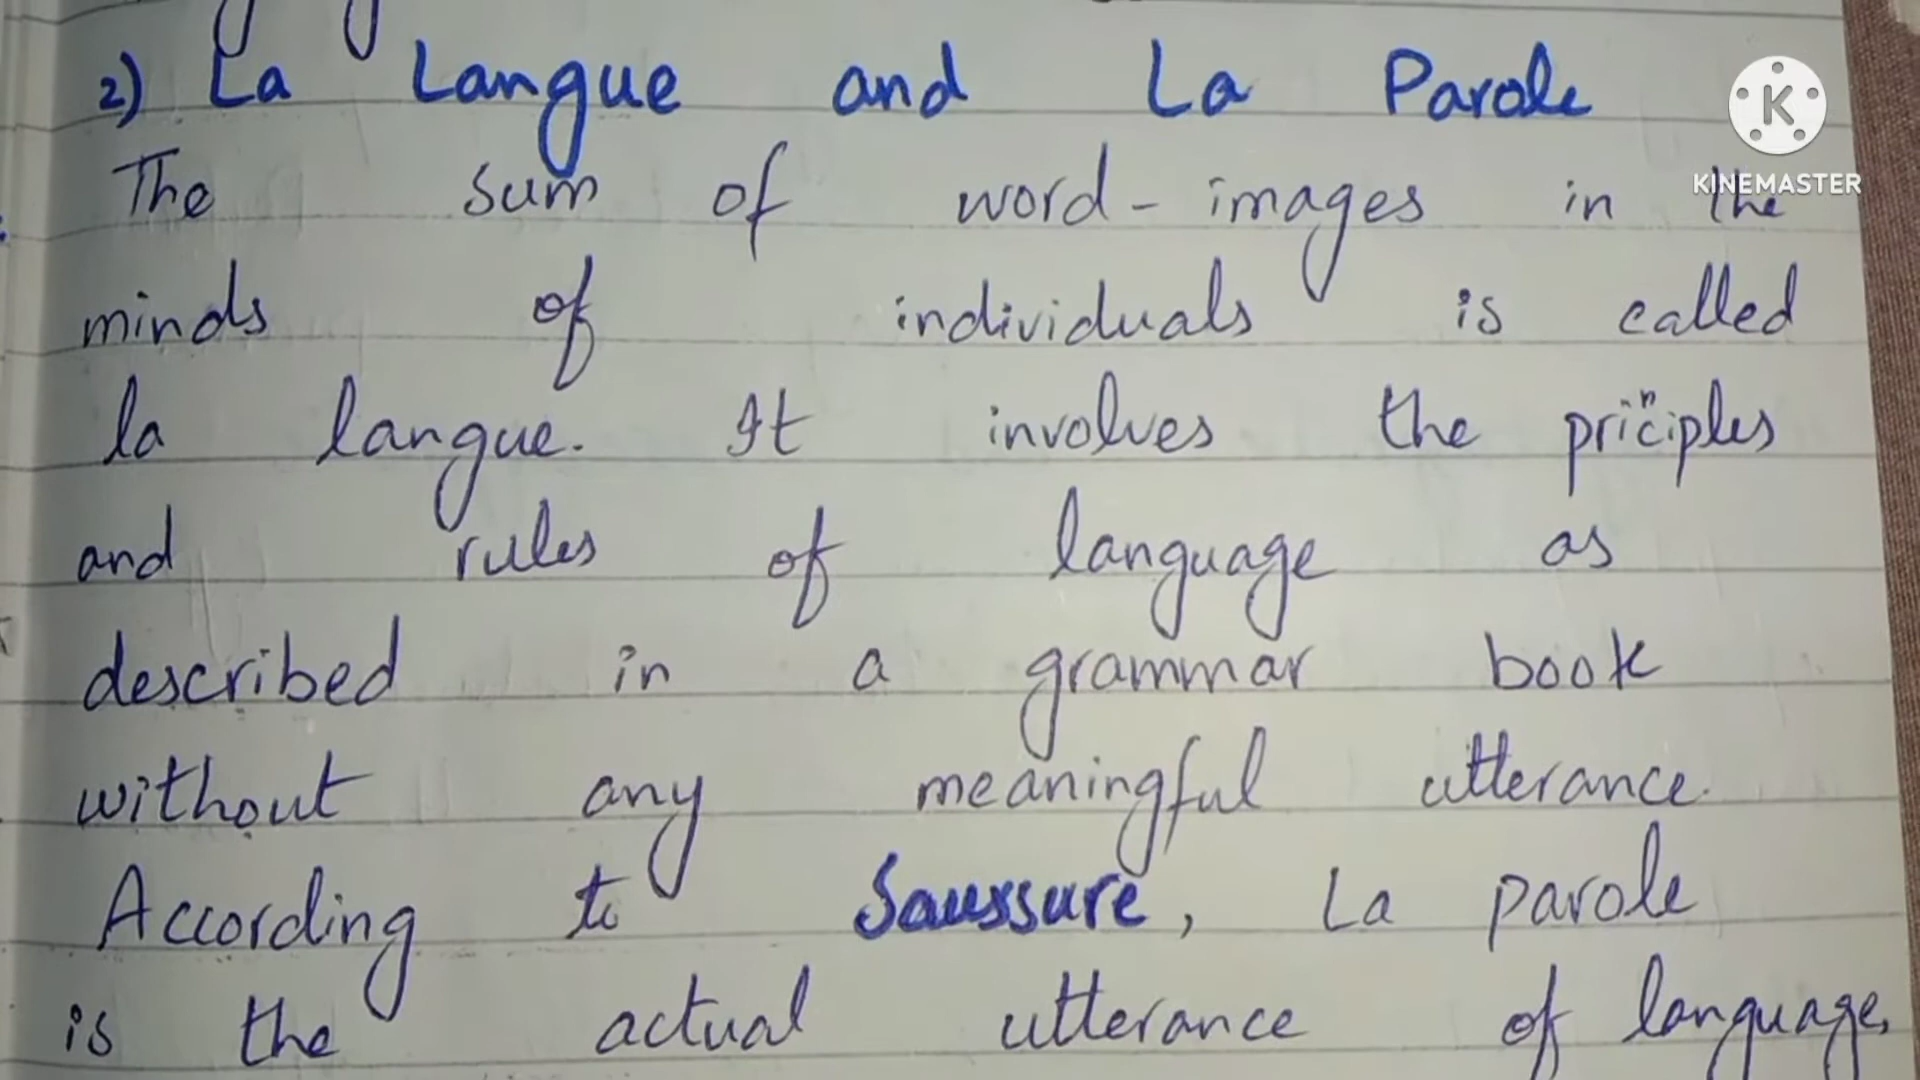 2) La Langue and La Parole
The sum of word-images in the
minds of individuals is called
la langue. It involves the principles
and rules of language as
described in a grammar book
without any meaningful utterance.
According to Saussure, La parole
is the actual utterance of language.
K
KINEMASTER